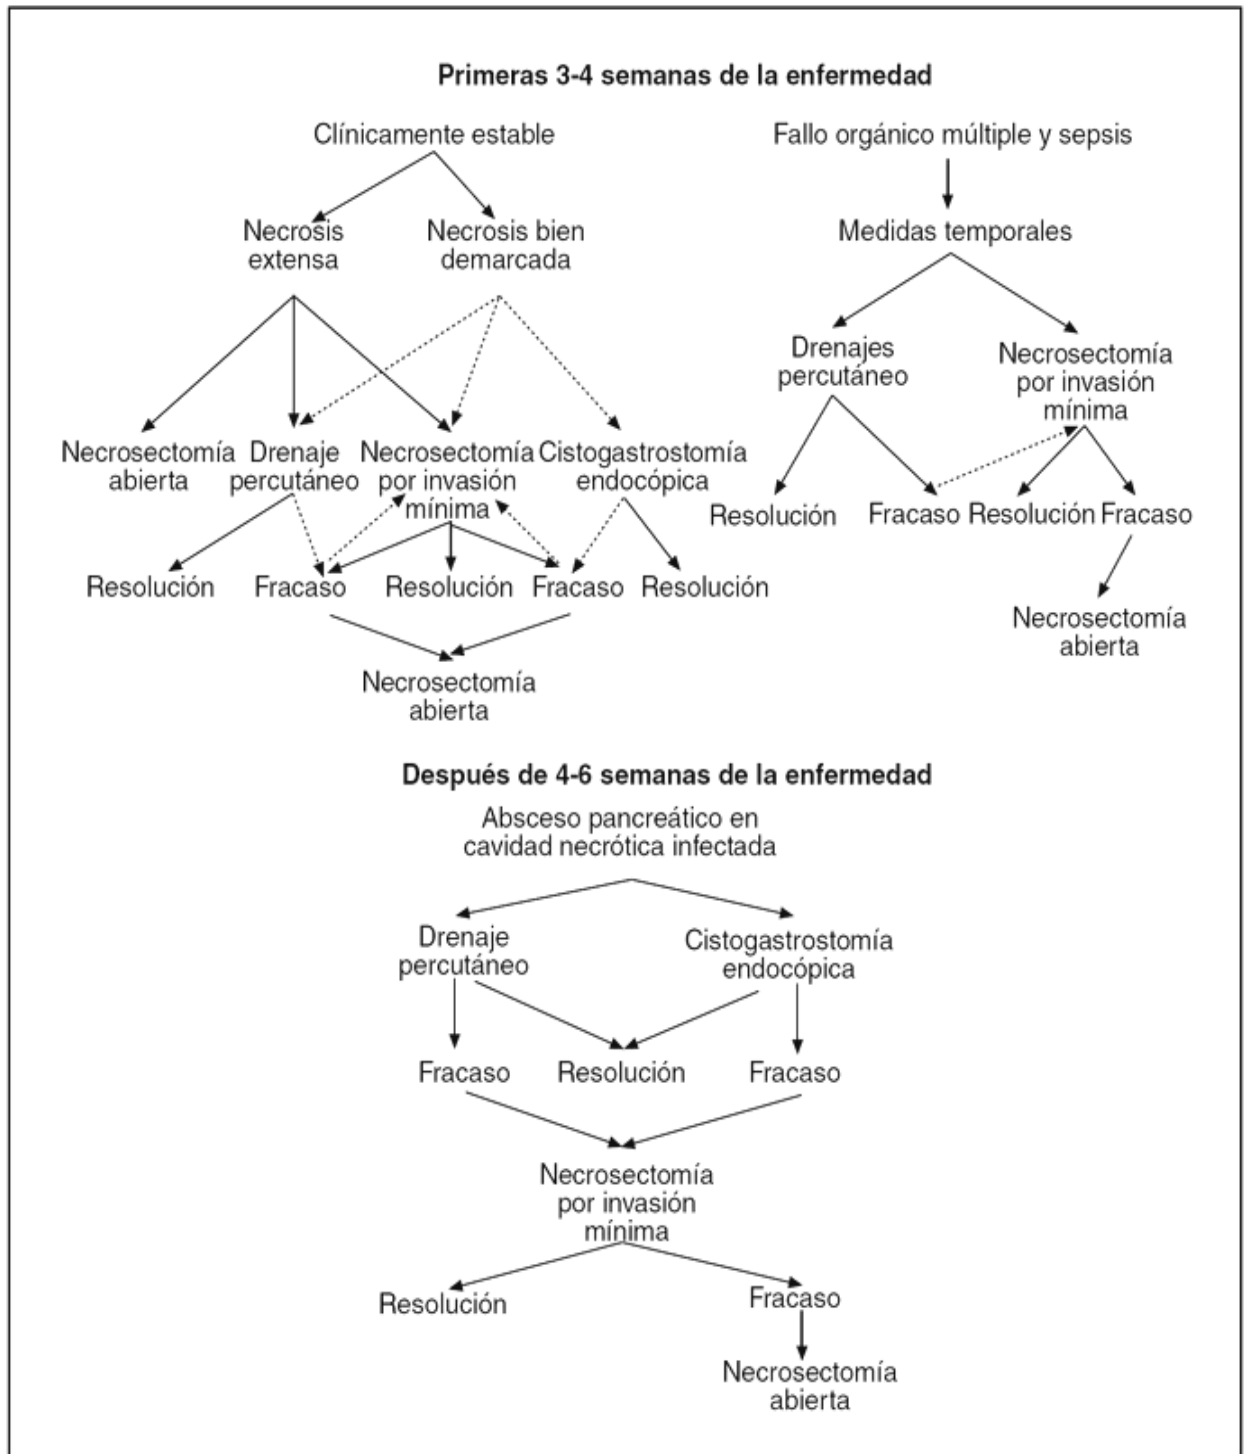 Primeras 3-4 semanas de la enfermedad
Clínicamente estable
Necrosis
extensa
Necrosis bien
demarcada
Necrosectomía
abierta
Drenaje
percutáneo
Necrosectomía
por invasión
mínima
Cistogastrostomía
endocópica
Resolución
Fracaso
Resolución
Fracaso
Resolución
Necrosectomía
abierta
Fallo orgánico múltiple y sepsis
Medidas temporales
Drenajes
percutáneo
Necrosectomía
por invasión
mínima
Resolución
Fracaso
Resolución
Fracaso
Necrosectomía
abierta
Después de 4-6 semanas de la enfermedad
Absceso pancreático en
cavidad necrótica infectada
Drenaje
percutáneo
Cistogastrostomía
endocópica
Fracaso
Resolución
Fracaso
Necrosectomía
por invasión
mínima
Resolución
Fracaso
Necrosectomía
abierta